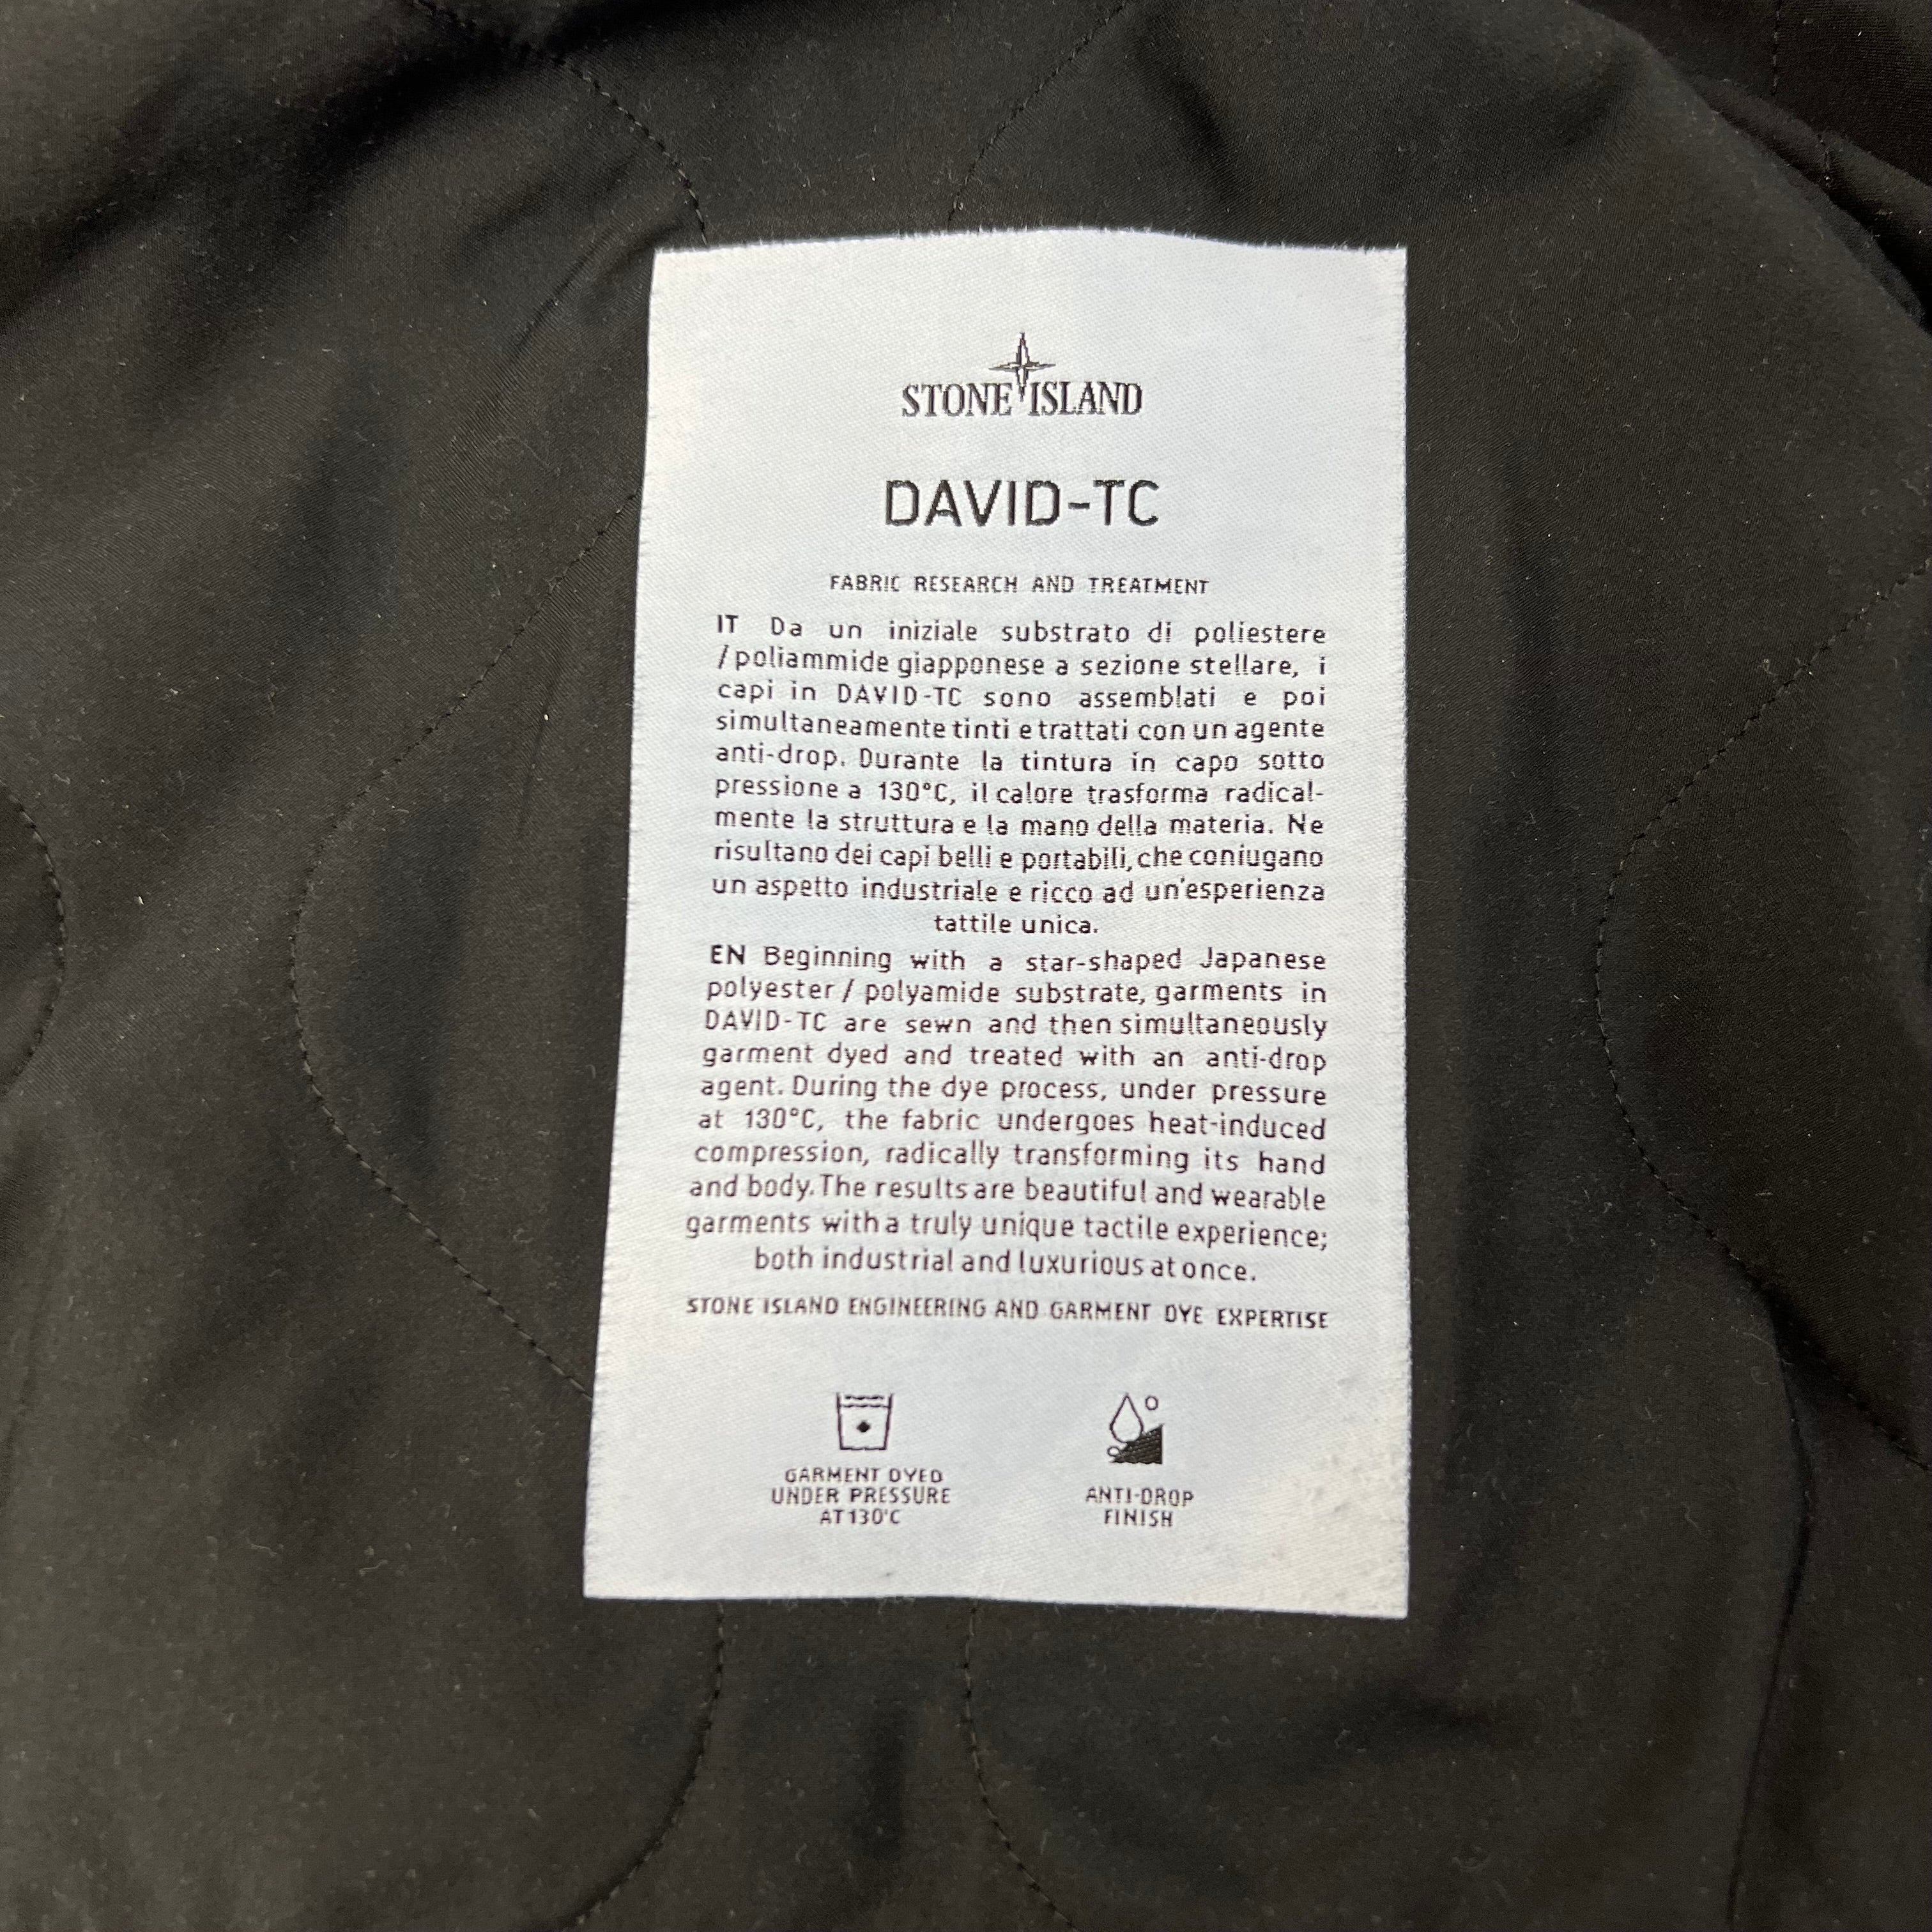 STONE ISLAND
DAVID-TC
FABRIC RESEARCH AND TREATMENT
IT Da un iniziale substrato di poliestere
/ poliammide giapponese a sezione stellare, i
capi in DAVID-TC sono assemblati e poi
simultaneamente tinti e trattati con un agente
anti-drop. Durante la tintura in capo sotto
pressione a 130°C, il calore trasforma radical-
mente la struttura e la mano della materia. Ne
risultano dei capi belli e portabili, che coniugano
un aspetto industriale e ricco ad un'esperienza
tattile unica.
EN Beginning with a star-shaped Japanese
polyester / polyamide substrate, garments in
DAVID-TC are sewn and then simultaneously
garment dyed and treated with an anti-drop
agent. During the dye process, under pressure
at 130°C, the fabric undergoes heat-induced
compression, radically transforming its hand
and body. The results are beautiful and wearable
garments with a truly unique tactile experience;
both industrial and luxurious at once.
STONE ISLAND ENGINEERING AND GARMENT DYE EXPERTISE
GARMENT DYED
UNDER PRESSURE
AT 130°C
ANTI-DROP
FINISH